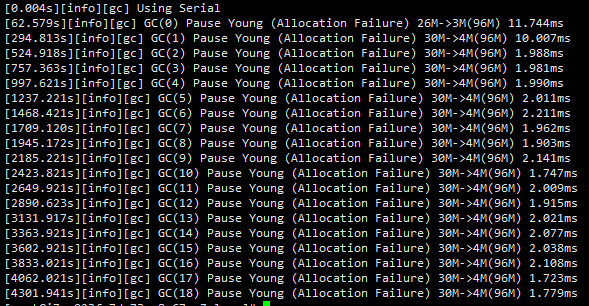 [0.004s][info][gc] Using Serial
[62.579s][info][gc] GC(0) Pause Young (Allocation Failure) 26M->3M(96M) 11.744ms
[294.813s][info][gc] GC(1) Pause Young (Allocation Failure) 30M->4M(96M) 10.007ms
[524.918s][info][gc] GC(2) Pause Young (Allocation Failure) 30M->4M(96M) 1.988ms
[757.363s][info][gc] GC(3) Pause Young (Allocation Failure) 30M->4M(96M) 1.981ms
[997.621s][info][gc] GC(4) Pause Young (Allocation Failure) 30M->4M(96M) 1.990ms
[1237.221s][info][gc] GC(5) Pause Young (Allocation Failure) 30M->4M(96M) 2.011ms
[1468.421s][info][gc] GC(6) Pause Young (Allocation Failure) 30M->4M(96M) 2.211ms
[1709.120s][info][gc] GC(7) Pause Young (Allocation Failure) 30M->4M(96M) 1.962ms
[1945.172s][info][gc] GC(8) Pause Young (Allocation Failure) 30M->4M(96M) 1.903ms
[2185.221s][info][gc] GC(9) Pause Young (Allocation Failure) 30M->4M(96M) 2.141ms
[2423.821s][info][gc] GC(10) Pause Young (Allocation Failure) 30M->4M(96M) 1.747ms
[2649.921s][info][gc] GC(11) Pause Young (Allocation Failure) 30M->4M(96M) 2.009ms
[2890.623s][info][gc] GC(12) Pause Young (Allocation Failure) 30M->4M(96M) 1.915ms
[3131.917s][info][gc] GC(13) Pause Young (Allocation Failure) 30M->4M(96M) 2.021ms
[3363.921s][info][gc] GC(14) Pause Young (Allocation Failure) 30M->4M(96M) 2.077ms
[3602.921s][info][gc] GC(15) Pause Young (Allocation Failure) 30M->4M(96M) 2.038ms
[3833.021s][info][gc] GC(16) Pause Young (Allocation Failure) 30M->4M(96M) 2.108ms
[4062.021s][info][gc] GC(17) Pause Young (Allocation Failure) 30M->4M(96M) 1.723ms
[4301.941s][info][gc] GC(18) Pause Young (Allocation Failure) 30M->4M(96M) 1.779ms